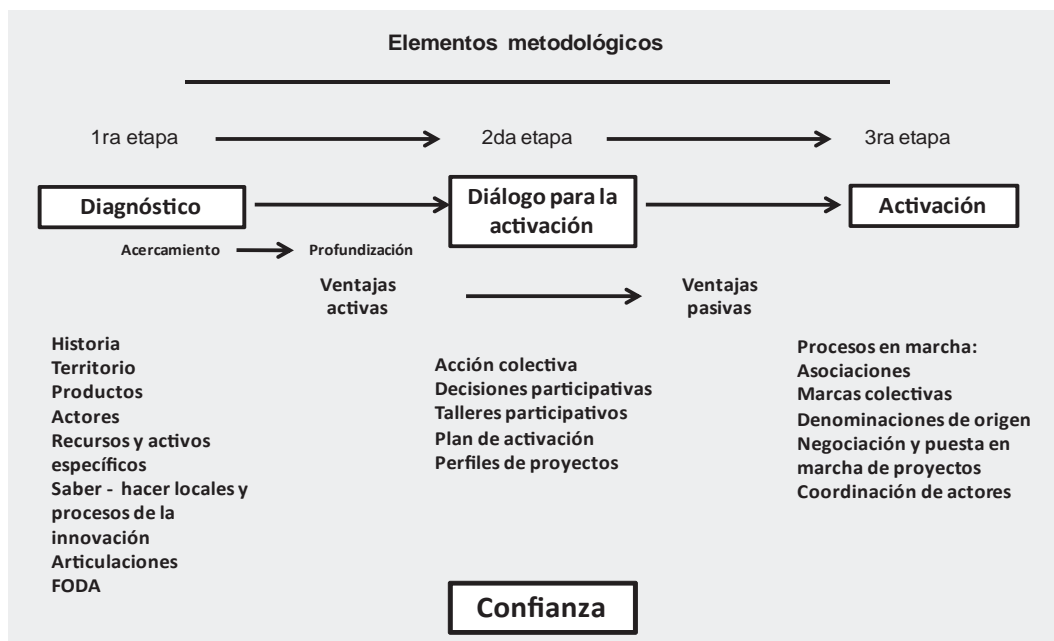 Elementos metodológicos
1ra etapa
2da etapa
3ra etapa
Diagnóstico
Diálogo para la
activación
Activación
Acercamiento
Profundización
Ventajas
activas
Ventajas
pasivas
Historia
Territorio
Productos
Actores
Recursos y activos
específicos
Saber - hacer locales y
procesos de la
innovación
Articulaciones
FODA
Acción colectiva
Decisiones participativas
Talleres participativos
Plan de activación
Perfiles de proyectos
Procesos en marcha:
Asociaciones
Marcas colectivas
Denominaciones de origen
Negociación y puesta en
marcha de proyectos
Coordinación de actores
Confianza